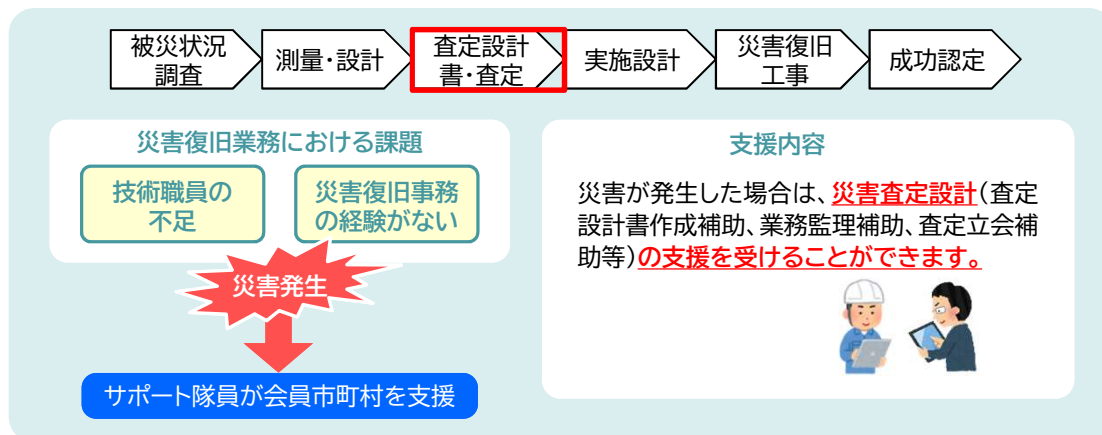 被災状況
調査
測量・設計
査定設計
書・査定
実施設計
災害復旧
工事
成功認定
災害復旧業務における課題
技術職員の
不足
災害復旧事務
の経験がない
災害発生
サポート隊員が会員市町村を支援
支援内容
災害が発生した場合は、災害査定設計(査定
設計書作成補助、業務監理補助、査定立会補
助等)の支援を受けることができます。